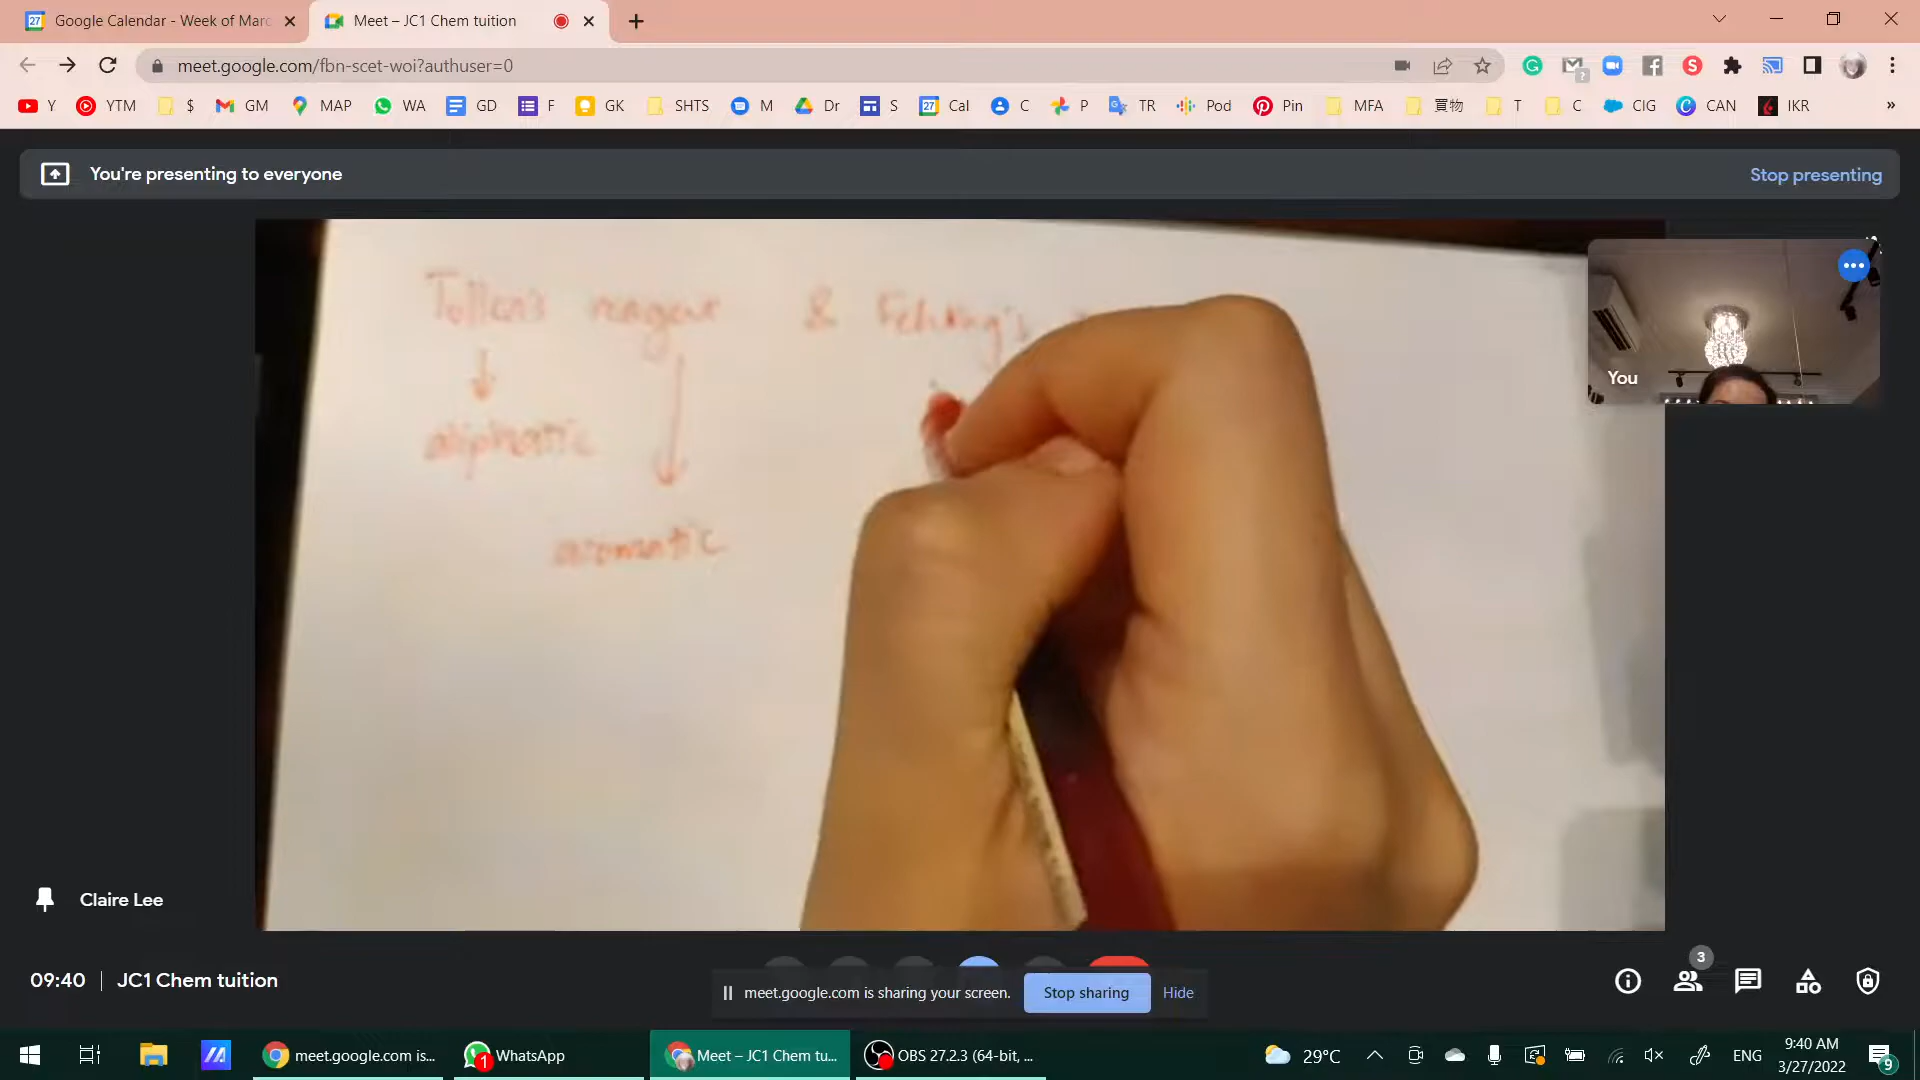 Google Calendar - Week of Marc
Meet – JC1 Chem tuition
meet.google.com/fbn-scet-woi?authuser=0
Y
YTM
$
GM
MAP
WA
GD
F
GK
SHTS
M
Dr
S
Cal
C
P
TR
Pod
Pin
MFA
買物
T
C
CIG
CAN
IKR
»
You're presenting to everyone
Stop presenting
Tollen's reagent & Fehling's
aliphatic
aromatic
You
Claire Lee
09:40 | JC1 Chem tuition
meet.google.com is sharing your screen.
Stop sharing
Hide
3
meet.google.com is...
1
WhatsApp
Meet – JC1 Chem tu...
OBS 27.2.3 (64-bit, ...
29°C
ENG
9:40 AM
3/27/2022
9